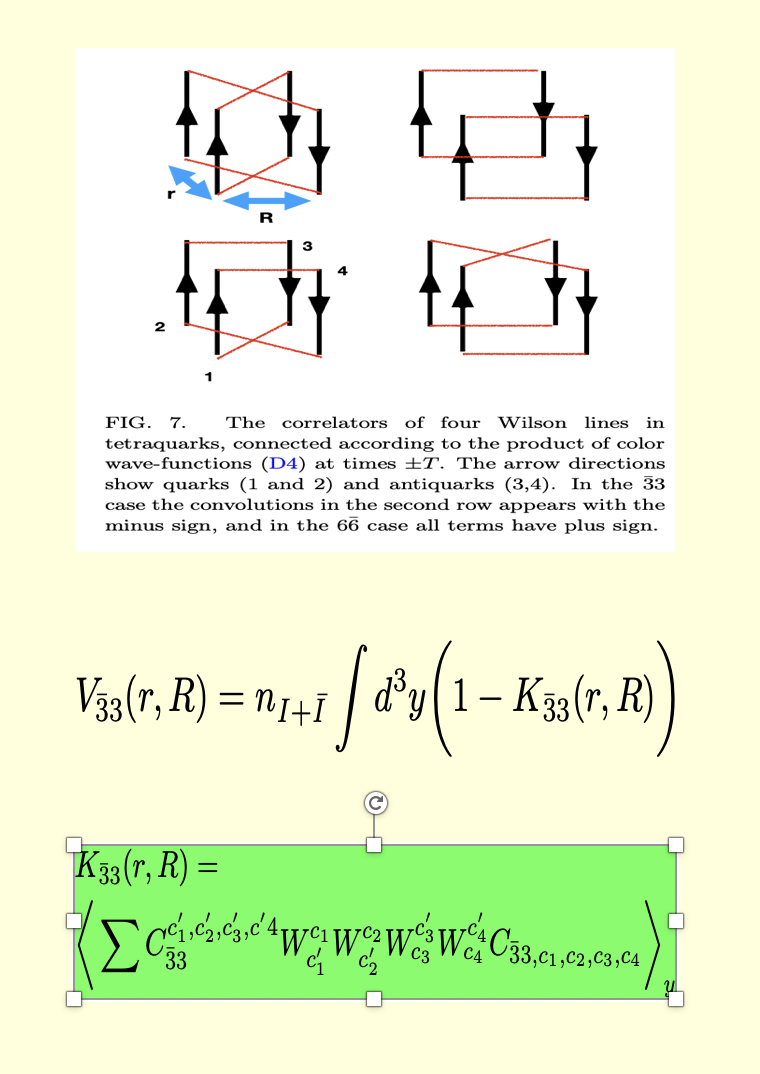 r
R
3
4
2
1
FIG. 7. The correlators of four Wilson lines in
tetraquarks, connected according to the product of color
wave-functions (D4) at times ±T. The arrow directions
show quarks (1 and 2) and antiquarks (3,4). In the 3̄3
case the convolutions in the second row appears with the
minus sign, and in the 66̄ case all terms have plus sign.
V_{3̄3}(r, R) = n_{I+Ī} ∫ d³y (1 − K_{3̄3}(r, R))
K_{3̄3}(r, R) =
⟨ ∑ C_{3̄3}^{c′_1,c′_2,c′_3,c′4} W_{c′_1}^{c_1} W_{c′_2}^{c_2} W_{c_3}^{c′_3} W_{c_4}^{c′_4} C_{3̄3,c_1,c_2,c_3,c_4} ⟩_y